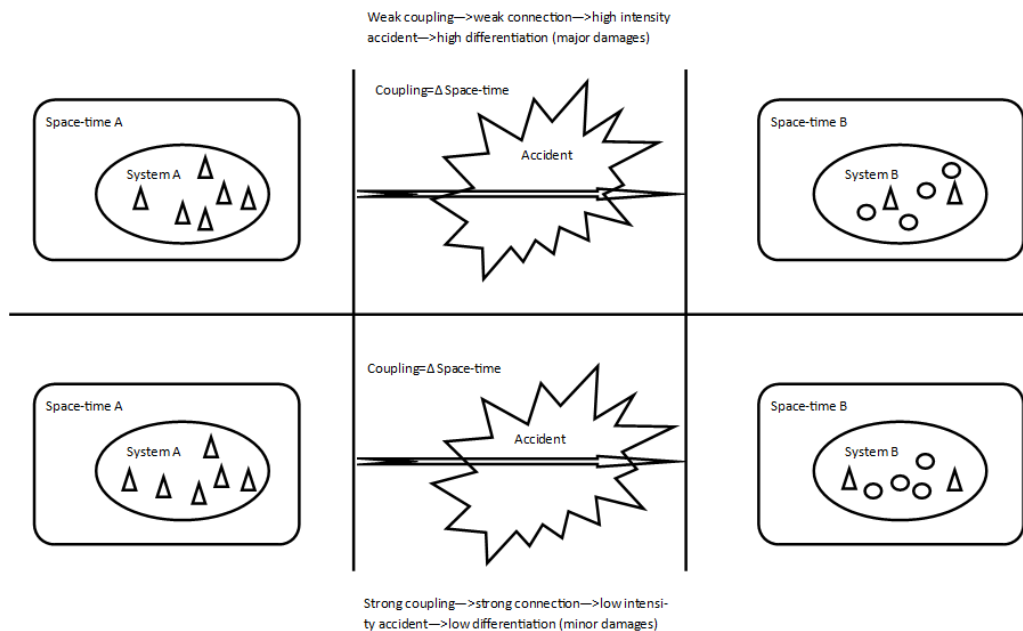 Weak coupling—>weak connection—>high intensity
accident—>high differentiation (major damages)
Coupling=Δ Space-time
Space-time A
Space-time B
Accident
System A
System B
Coupling=Δ Space-time
Space-time A
Space-time B
Accident
System A
System B
Strong coupling—>strong connection—>low intensi-
ty accident—>low differentiation (minor damages)